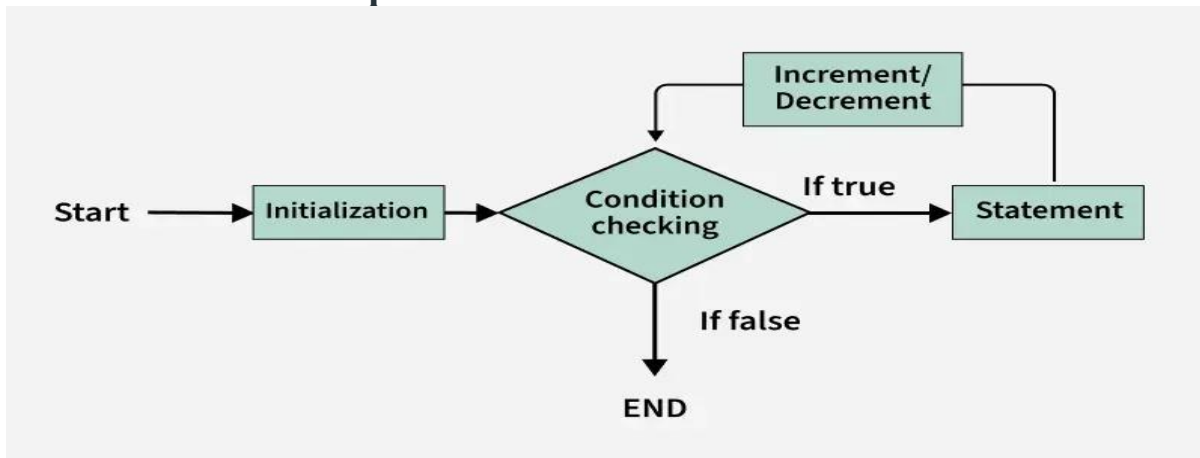 Increment/
Decrement
Start
Initialization
Condition
checking
If true
Statement
If false
END